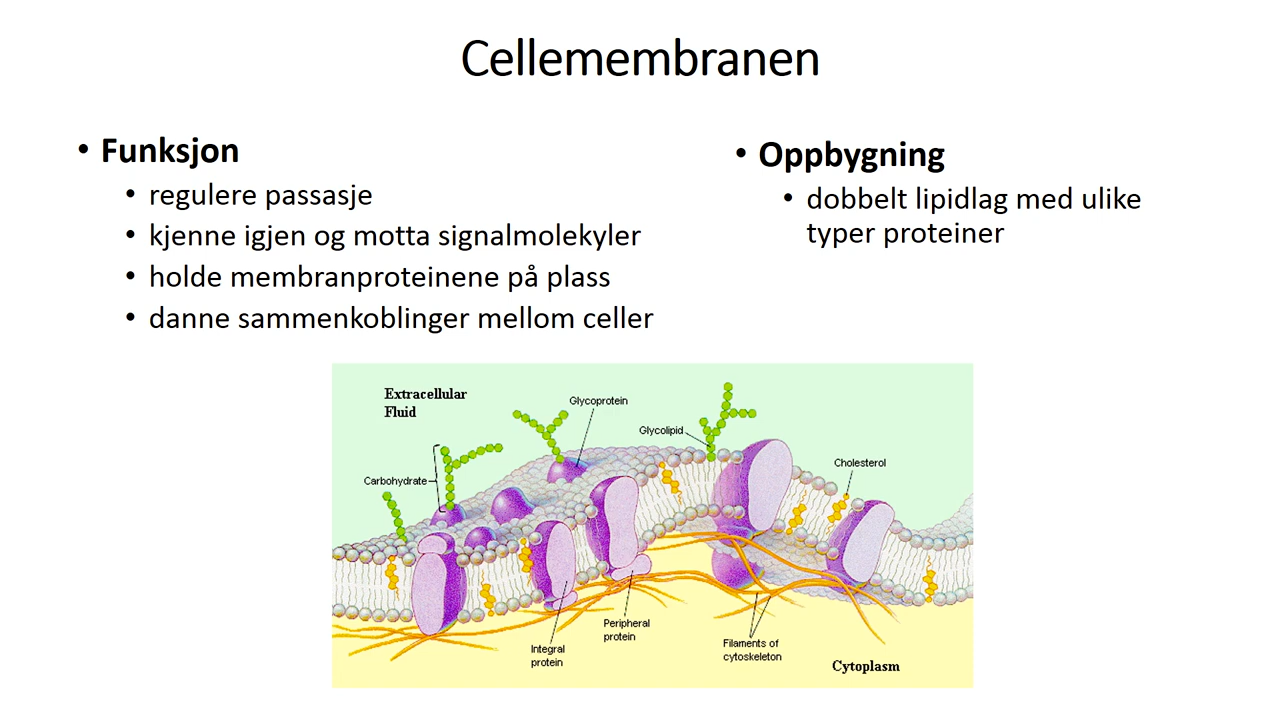 Cellemembranen
• Funksjon
• regulere passasje
• kjenne igjen og motta signalmolekyler
• holde membranproteinene på plass
• danne sammenkoblinger mellom celler
• Oppbygning
• dobbelt lipidlag med ulike
typer proteiner
Extracellular
Fluid
Glycoprotein
Glycolipid
Cholesterol
Carbohydrate
Integral
protein
Peripheral
protein
Filaments of
cytoskeleton
Cytoplasm